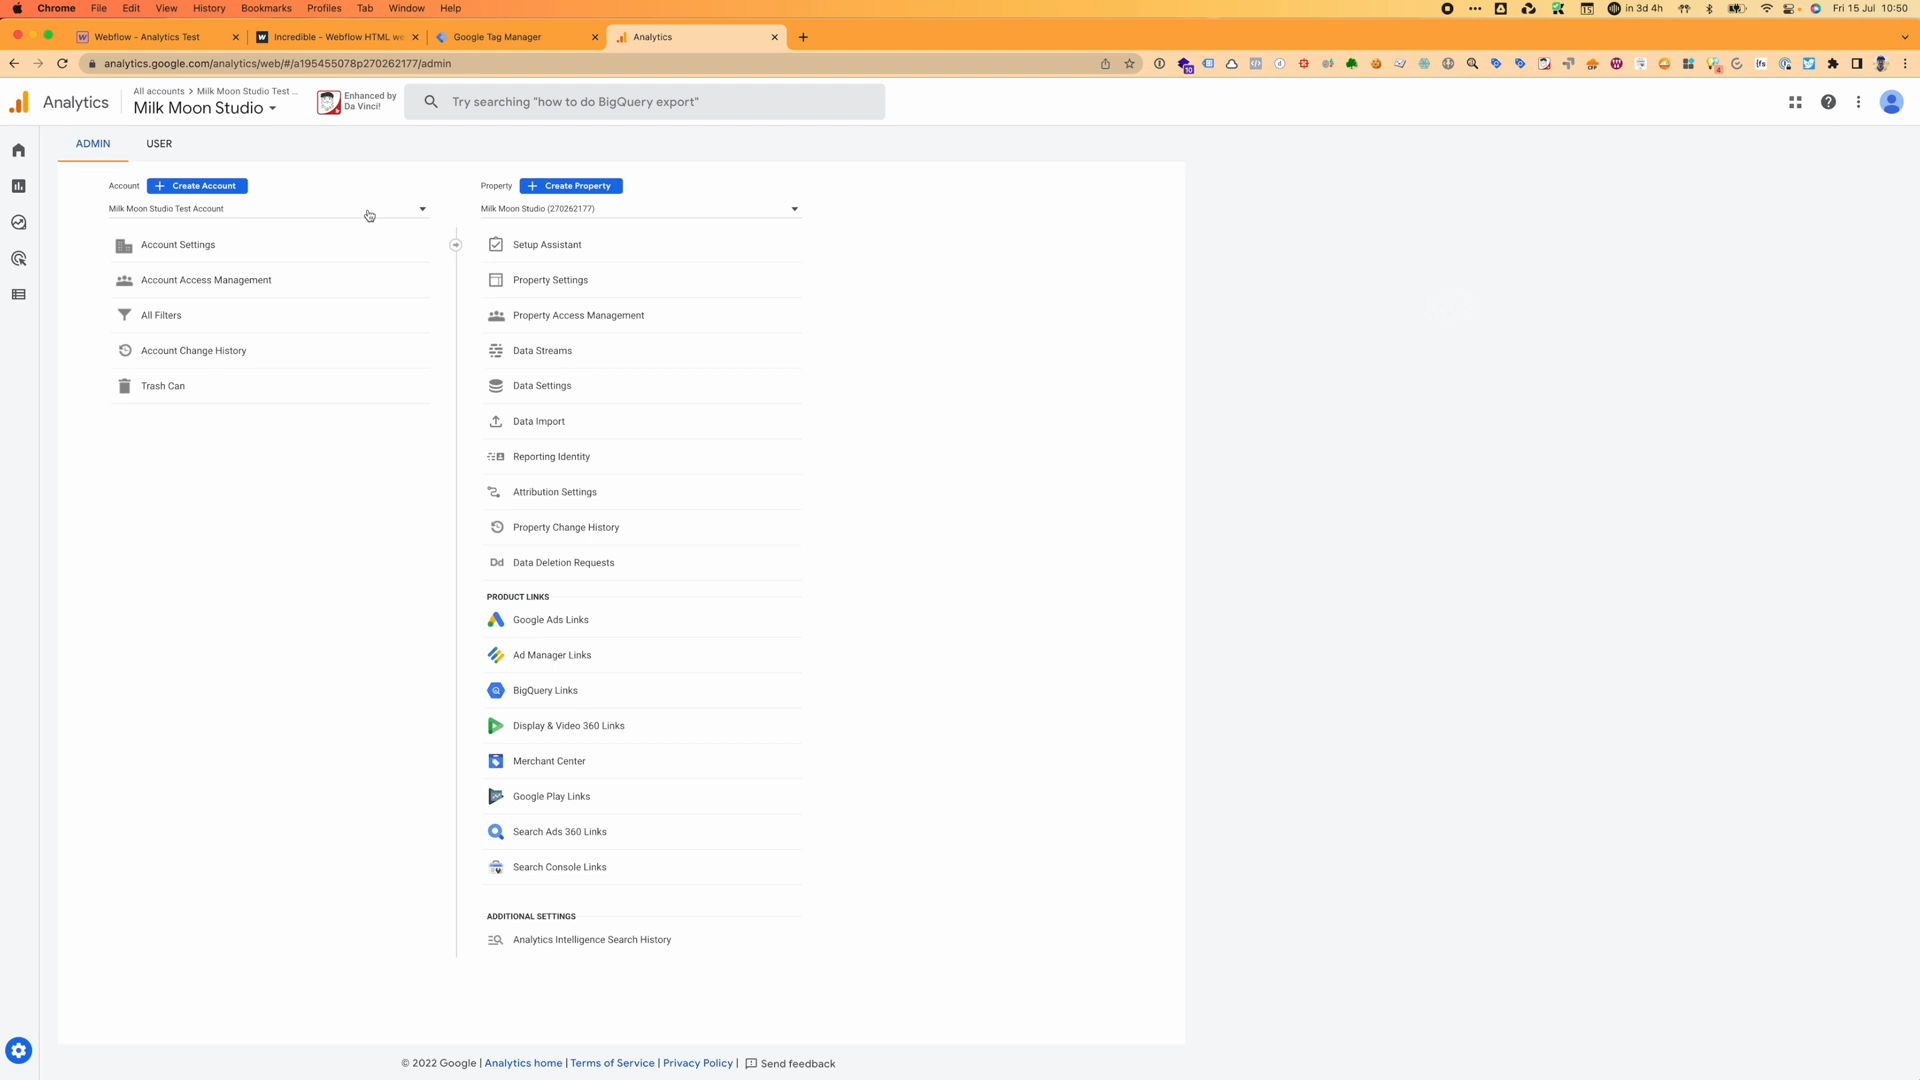 Chrome File Edit View History Bookmarks Profiles Tab Window Help
15 in 3d 4h Fri 15 Jul 10:50
Webflow - Analytics Test
Incredible - Webflow HTML we
Google Tag Manager
Analytics
analytics.google.com/analytics/web/#/a195455078p270262177/admin
Analytics
All accounts > Milk Moon Studio Test ...
Milk Moon Studio
Enhanced by
Da Vinci!
Try searching "how to do BigQuery export"
ADMIN
USER
Account
Create Account
Milk Moon Studio Test Account
Account Settings
Account Access Management
All Filters
Account Change History
Trash Can
Property
Create Property
Milk Moon Studio (270262177)
Setup Assistant
Property Settings
Property Access Management
Data Streams
Data Settings
Data Import
Reporting Identity
Attribution Settings
Property Change History
Dd Data Deletion Requests
PRODUCT LINKS
Google Ads Links
Ad Manager Links
BigQuery Links
Display & Video 360 Links
Merchant Center
Google Play Links
Search Ads 360 Links
Search Console Links
ADDITIONAL SETTINGS
Analytics Intelligence Search History
© 2022 Google | Analytics home | Terms of Service | Privacy Policy | Send feedback